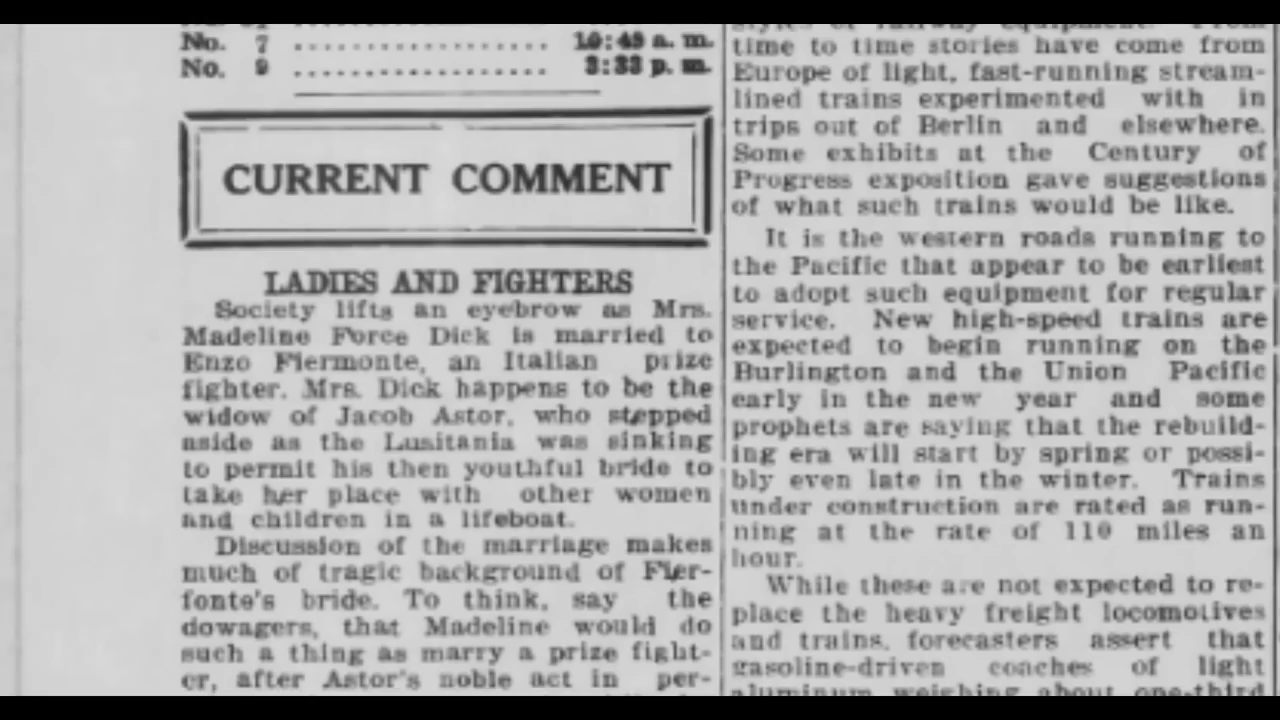 No. 7 .................... 10:49 a. m.
No. 9 .................... 3:33 p. m.
CURRENT COMMENT
LADIES AND FIGHTERS
Society lifts an eyebrow as Mrs.
Madeline Force Dick is married to
Enzo Fiermonte, an Italian prize
fighter. Mrs. Dick happens to be the
widow of Jacob Astor, who stepped
aside as the Lusitania was sinking
to permit his then youthful bride to
take her place with other women
and children in a lifeboat.
Discussion of the marriage makes
much of tragic background of Fier-
fonte's bride. To think, say the
dowagers, that Madeline would do
such a thing as marry a prize fight-
er, after Astor's noble act in per-
styles of railway equipment. From
time to time stories have come from
Europe of light, fast-running stream-
lined trains experimented with in
trips out of Berlin and elsewhere.
Some exhibits at the Century of
Progress exposition gave suggestions
of what such trains would be like.
It is the western roads running to
the Pacific that appear to be earliest
to adopt such equipment for regular
service. New high-speed trains are
expected to begin running on the
Burlington and the Union Pacific
early in the new year and some
prophets are saying that the rebuild-
ing era will start by spring or possi-
bly even late in the winter. Trains
under construction are rated as run-
ning at the rate of 110 miles an
hour.
While these are not expected to re-
place the heavy freight locomotives
and trains, forecasters assert that
gasoline-driven coaches of light
aluminum weighing about one-third